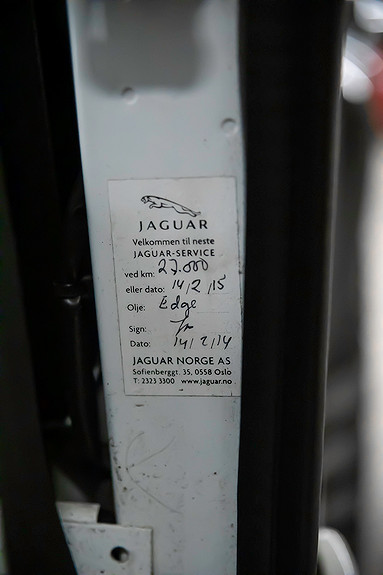 JAGUAR
Velkommen til neste
JAGUAR-SERVICE
ved km: 27.000
eller dato: 14/2/15
Olje: Edge
Sign:
Dato: 14/2/14
JAGUAR NORGE AS
Sofienberggt. 35, 0558 Oslo
T: 2323 3300 www.jaguar.no